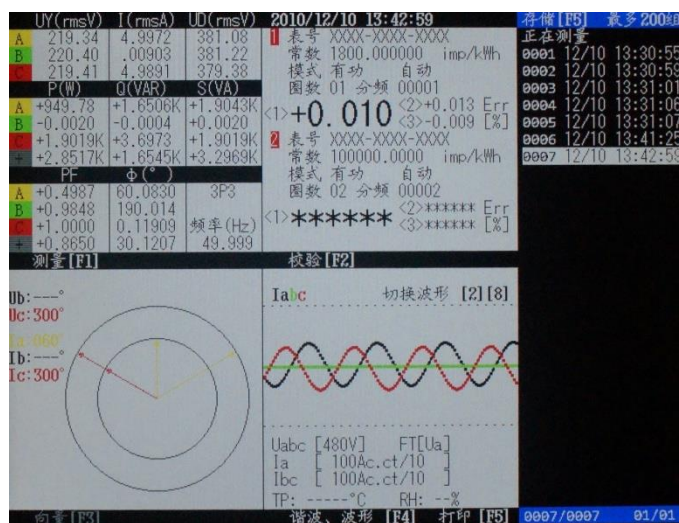 UY(rmsV) I(rmsA) UD(rmsV)
A 219.34 4.9972 381.08
B 220.40 .00903 381.22
C 219.41 4.9891 379.38
P(W) Q(VAR) S(VA)
A +949.78 +1.6506K +1.9043K
B -0.0020 -0.0004 +0.0020
C +1.9019K +3.6973 +1.9019K
+ +2.8517K +1.6545K +3.2969K
PF Φ(°)
A +0.4987 60.0830 3P3
B +0.9848 190.014
C +1.0000 0.11909 频率(Hz)
+ +0.8650 30.1207 49.999
测量[F1]
2010/12/10 13:42:59
1 表号 XXXX-XXXX-XXXX
常数 1800.000000 imp/kWh
模式 有功 自动
圈数 01 分频 00001
<1>+0.010 <2>+0.013 Err
<3>-0.009 [%]
2 表号 XXXX-XXXX-XXXX
常数 100000.0000 imp/kWh
模式 有功 自动
圈数 02 分频 00002
<1>****** <2>****** Err
<3>****** [%]
校验[F2]
存储[F5] 最多200组
正在测量
0001 12/10 13:30:55
0002 12/10 13:30:59
0003 12/10 13:31:01
0004 12/10 13:31:06
0005 12/10 13:31:07
0006 12/10 13:41:25
0007 12/10 13:42:59
Ub:---°
Uc:300°
Ia:060°
Ib:---°
Ic:300°
向量[F3]
Iabc 切换波形 [2][8]
Uabc [480V] FT[Ua]
Ia [ 100Ac.ct/10 ]
Ibc [ 100Ac.ct/10 ]
TP: -----°C RH: --%
谐波、波形 [F4] 打印 [F5]
0007/0007 01/01